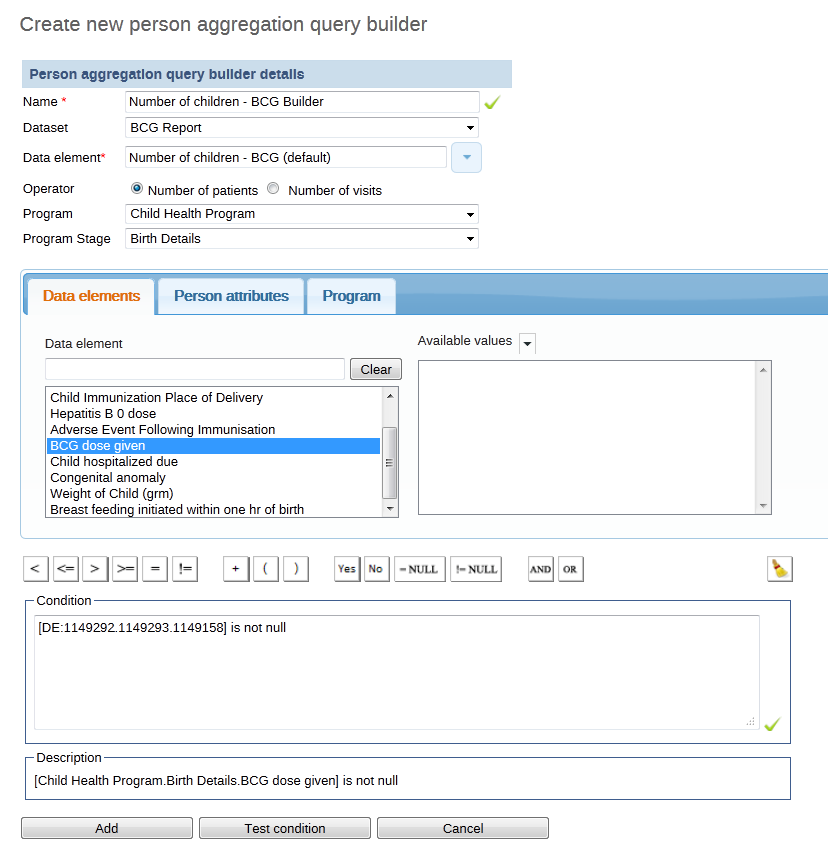 Create new person aggregation query builder
Person aggregation query builder details
Name * Number of children - BCG Builder
Dataset BCG Report
Data element* Number of children - BCG (default)
Operator Number of patients Number of visits
Program Child Health Program
Program Stage Birth Details
Data elements Person attributes Program
Data element
Available values
Clear
Child Immunization Place of Delivery
Hepatitis B 0 dose
Adverse Event Following Immunisation
BCG dose given
Child hospitalized due
Congenital anomaly
Weight of Child (grm)
Breast feeding initiated within one hr of birth
< <= > >= = != + ( ) Yes No = NULL != NULL AND OR
Condition
[DE:1149292.1149293.1149158] is not null
Description
[Child Health Program.Birth Details.BCG dose given] is not null
Add Test condition Cancel